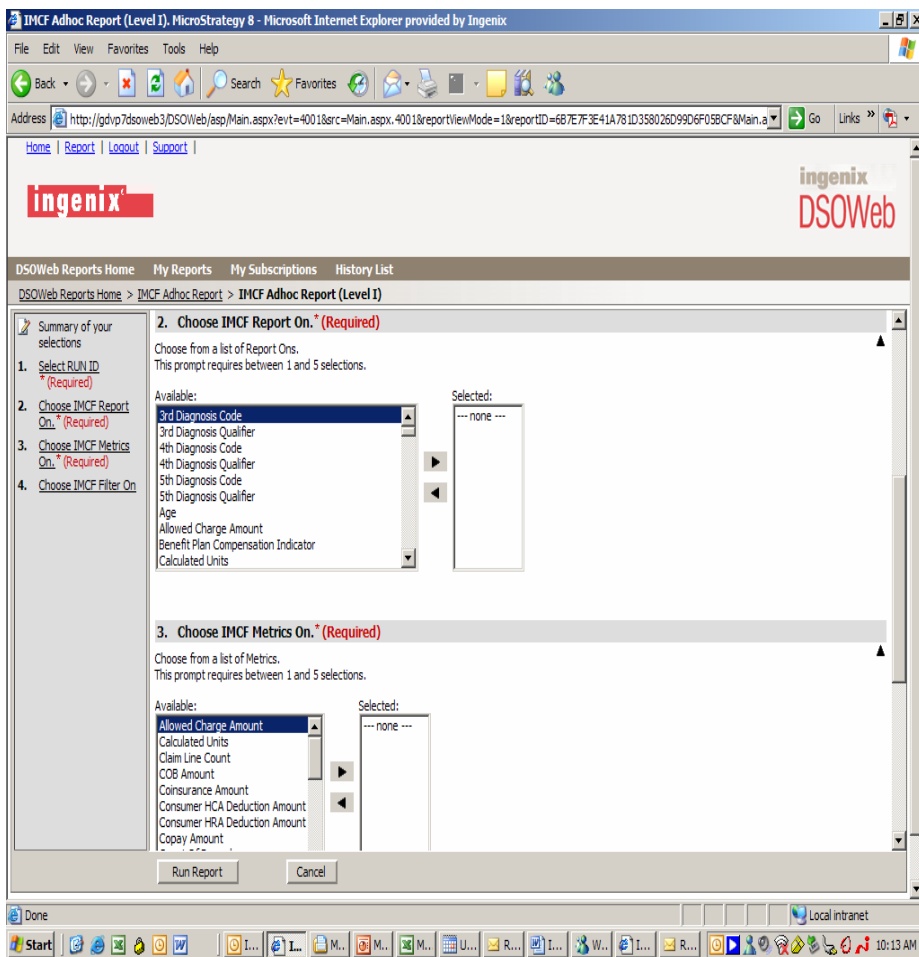 IMCF Adhoc Report (Level I). MicroStrategy 8 - Microsoft Internet Explorer provided by Ingenix
File Edit View Favorites Tools Help
Back Search Favorites
Address http://gdvp7dsoweb3/DSOWeb/asp/Main.aspx?evt=4001&src=Main.aspx.4001&reportViewMode=1&reportID=6B7E7F3E41A781D358026D99D6F05BCF&Main.a Go Links »
Home | Report | Logout | Support |
ingenix
ingenix
DSOWeb
DSOWeb Reports Home My Reports My Subscriptions History List
DSOWeb Reports Home > IMCF Adhoc Report > IMCF Adhoc Report (Level I)
Summary of your
selections
1. Select RUN ID
* (Required)
2. Choose IMCF Report
On.* (Required)
3. Choose IMCF Metrics
On.* (Required)
4. Choose IMCF Filter On
2. Choose IMCF Report On.* (Required)
Choose from a list of Report Ons.
This prompt requires between 1 and 5 selections.
Available: Selected:
3rd Diagnosis Code --- none ---
3rd Diagnosis Qualifier
4th Diagnosis Code
4th Diagnosis Qualifier
5th Diagnosis Code
5th Diagnosis Qualifier
Age
Allowed Charge Amount
Benefit Plan Compensation Indicator
Calculated Units
3. Choose IMCF Metrics On.* (Required)
Choose from a list of Metrics.
This prompt requires between 1 and 5 selections.
Available: Selected:
Allowed Charge Amount --- none ---
Calculated Units
Claim Line Count
COB Amount
Coinsurance Amount
Consumer HCA Deduction Amount
Consumer HRA Deduction Amount
Copay Amount
Run Report Cancel
Done Local intranet
Start I... I... M.. M.. M.. U... R... I... W.. I... R... 10:13 AM